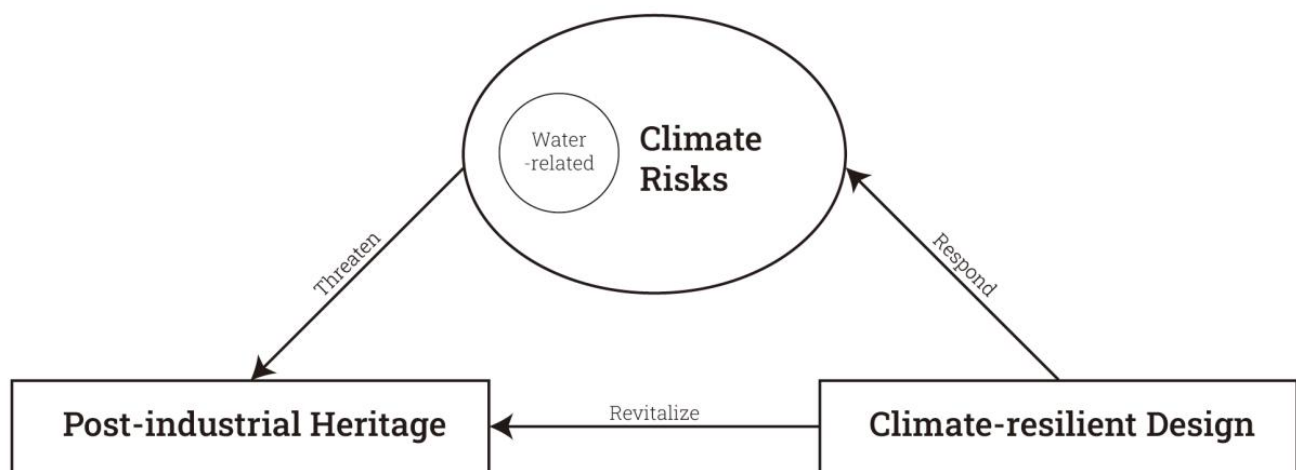 Water
-related
Climate
Risks
Threaten
Respond
Revitalize
Post-industrial Heritage
Climate-resilient Design